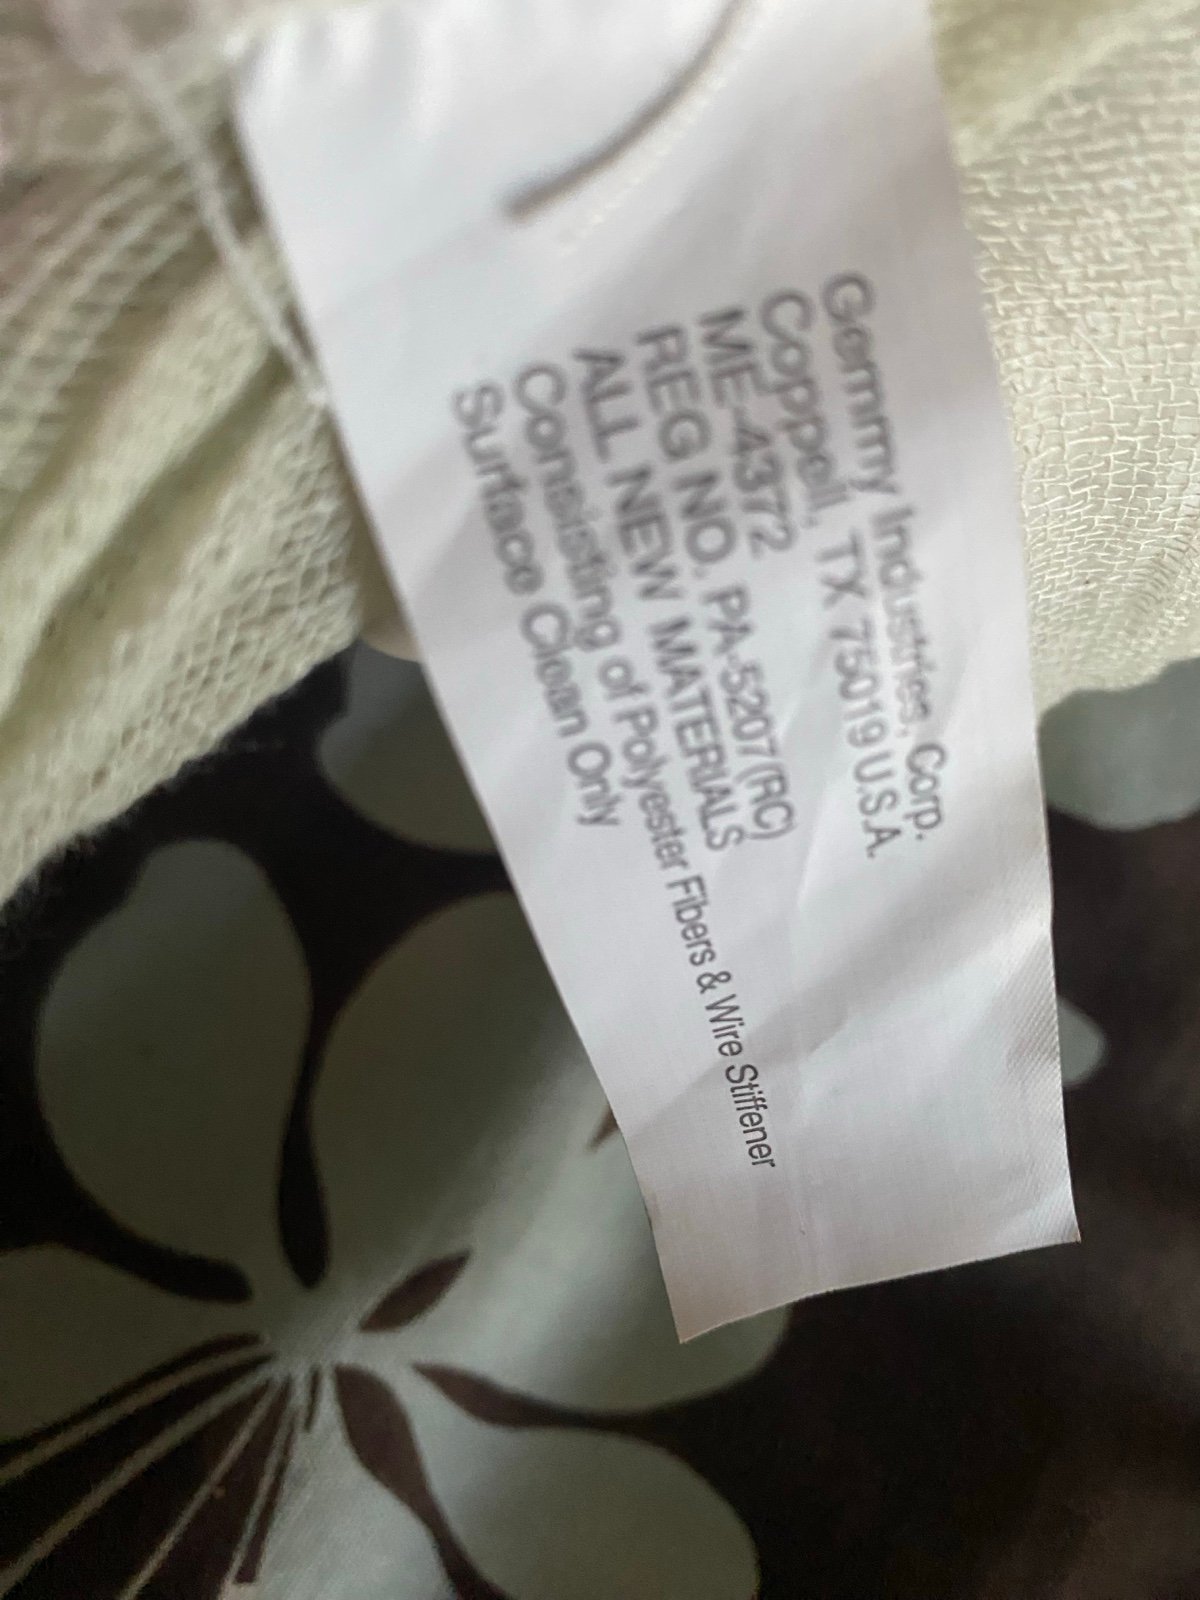 Gemmy Industries, Corp.
Coppell, TX 75019 U.S.A.
ME-4372
REG NO. PA-5207 (RC)
ALL NEW MATERIALS
Consisting of Polyester Fibers & Wire Stiffener
Surface Clean Only